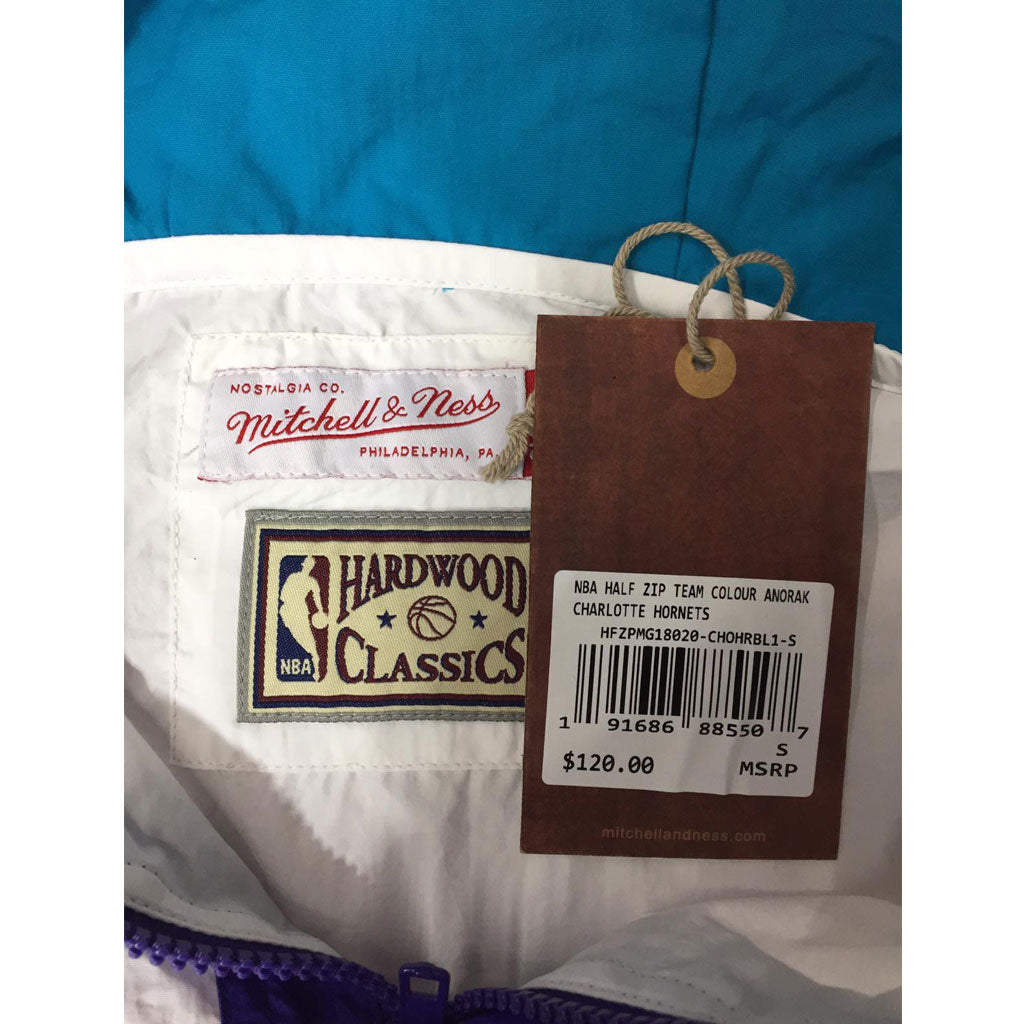 NOSTALGIA CO.
Mitchell & Ness
PHILADELPHIA, PA.
HARDWOOD
CLASSICS
NBA
NBA HALF ZIP TEAM COLOUR ANORAK
CHARLOTTE HORNETS
HFZPMG18020-CHOHRBL1-S
1 91686 88550 7
S
$120.00 MSRP
mitchellandness.com